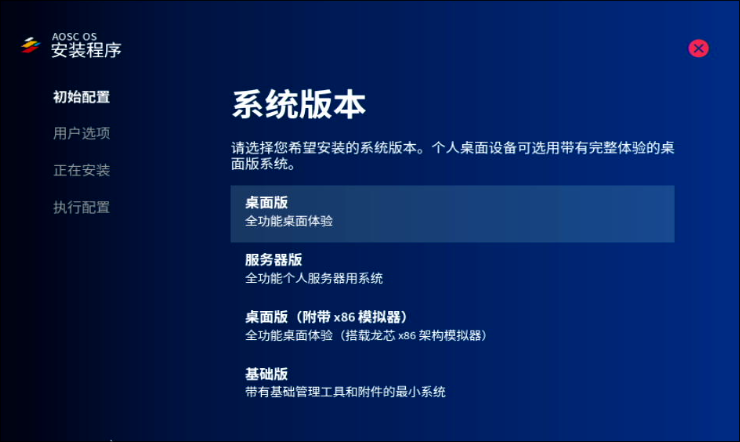 AOSC OS
安装程序
初始配置
用户选项
正在安装
执行配置
系统版本
请选择您希望安装的系统版本。个人桌面设备可选用带有完整体验的桌
面版系统。
桌面版
全功能桌面体验
服务器版
全功能个人服务器用系统
桌面版（附带 x86 模拟器）
全功能桌面体验（搭载龙芯 x86 架构模拟器）
基础版
带有基础管理工具和附件的最小系统